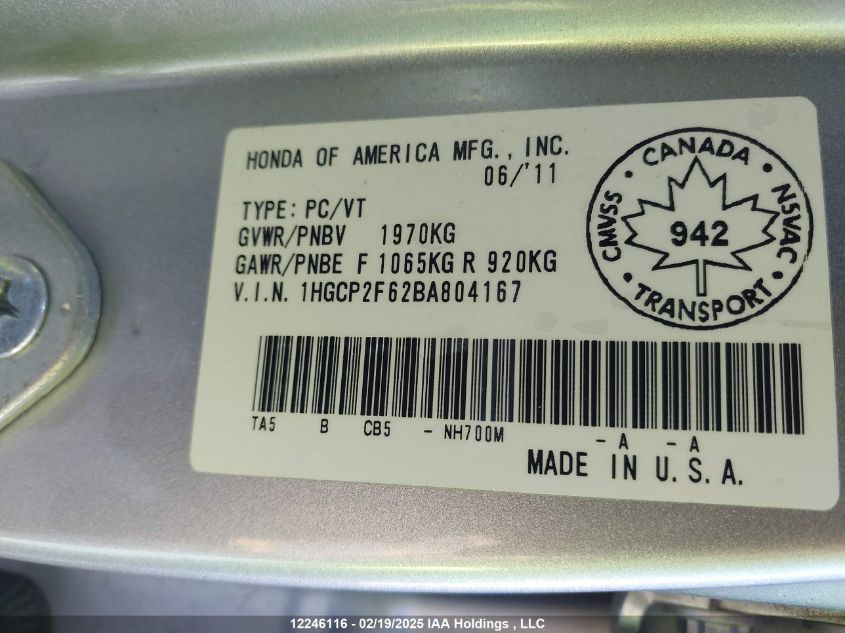 HONDA OF AMERICA MFG., INC.
06/'11
TYPE: PC/VT
GVWR/PNBV 1970KG
GAWR/PNBE F 1065KG R 920KG
V.I.N. 1HGCP2F62BA804167
CANADA
CMVSS
942
NSVAC
TRANSPORT
TA5 B CB5 - NH700M - A - A
MADE IN U.S.A.
12246116 - 02/19/2025 IAA Holdings , LLC